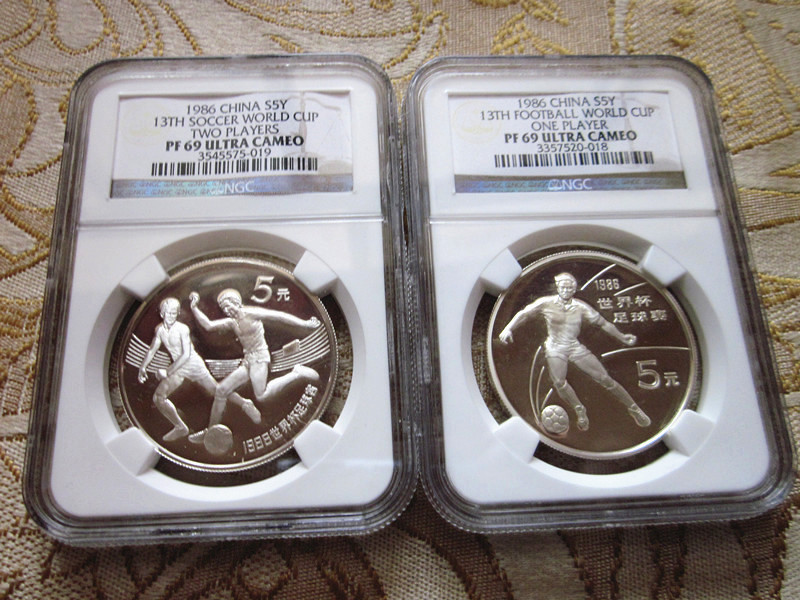 1986 CHINA S5Y
13TH SOCCER WORLD CUP
TWO PLAYERS
PF 69 ULTRA CAMEO
3545575-019
NGC
5元
1986世界杯足球赛
1986 CHINA S5Y
13TH FOOTBALL WORLD CUP
ONE PLAYER
PF 69 ULTRA CAMEO
3357520-018
NGC
1986
世界杯
足球赛
5元